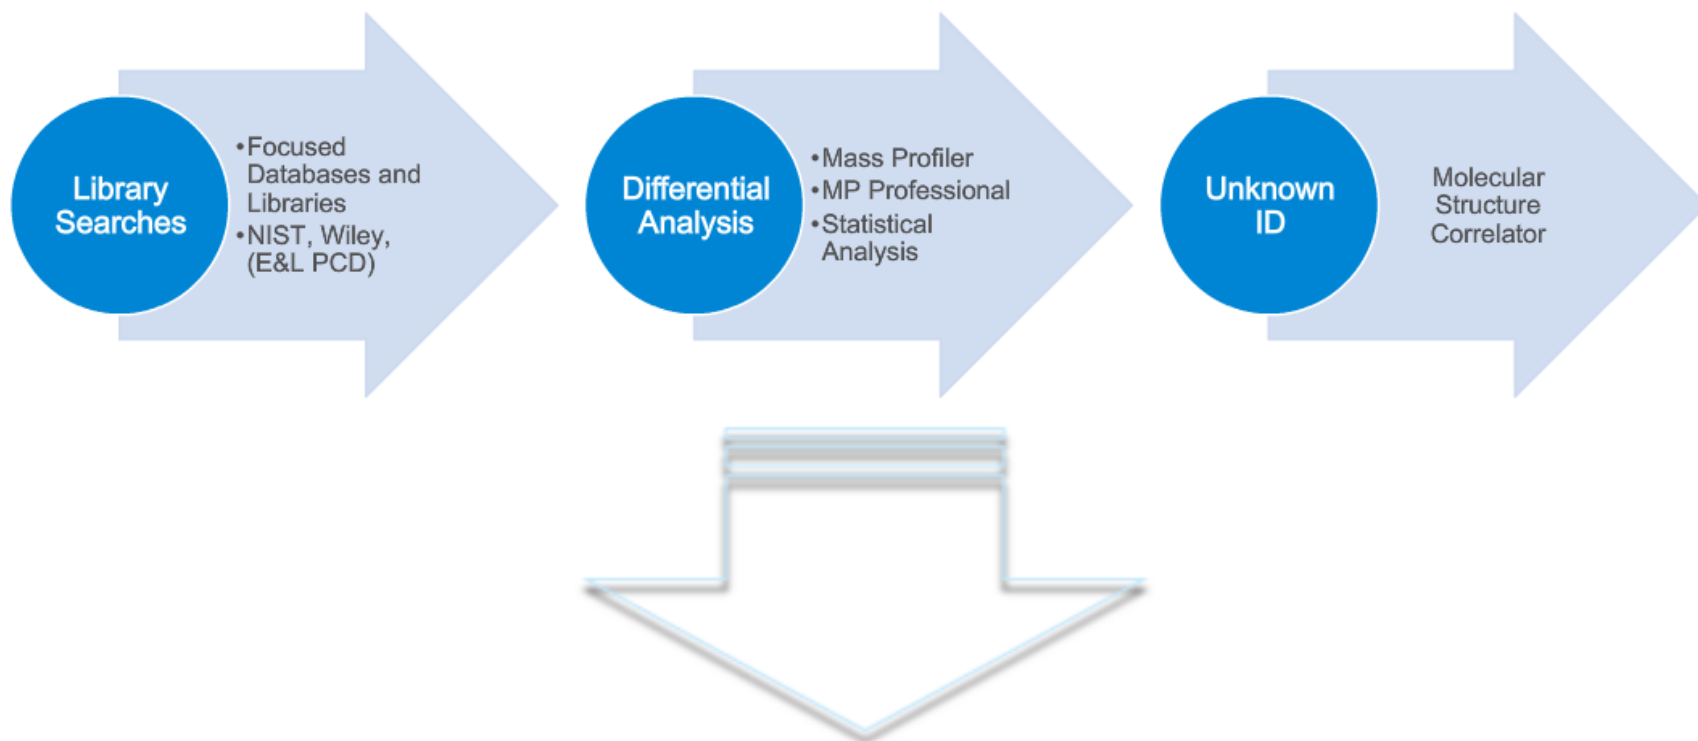 Library
Searches
•Focused
Databases and
Libraries
•NIST, Wiley,
(E&L PCD)
Differential
Analysis
•Mass Profiler
•MP Professional
•Statistical
Analysis
Unknown
ID
Molecular
Structure
Correlator